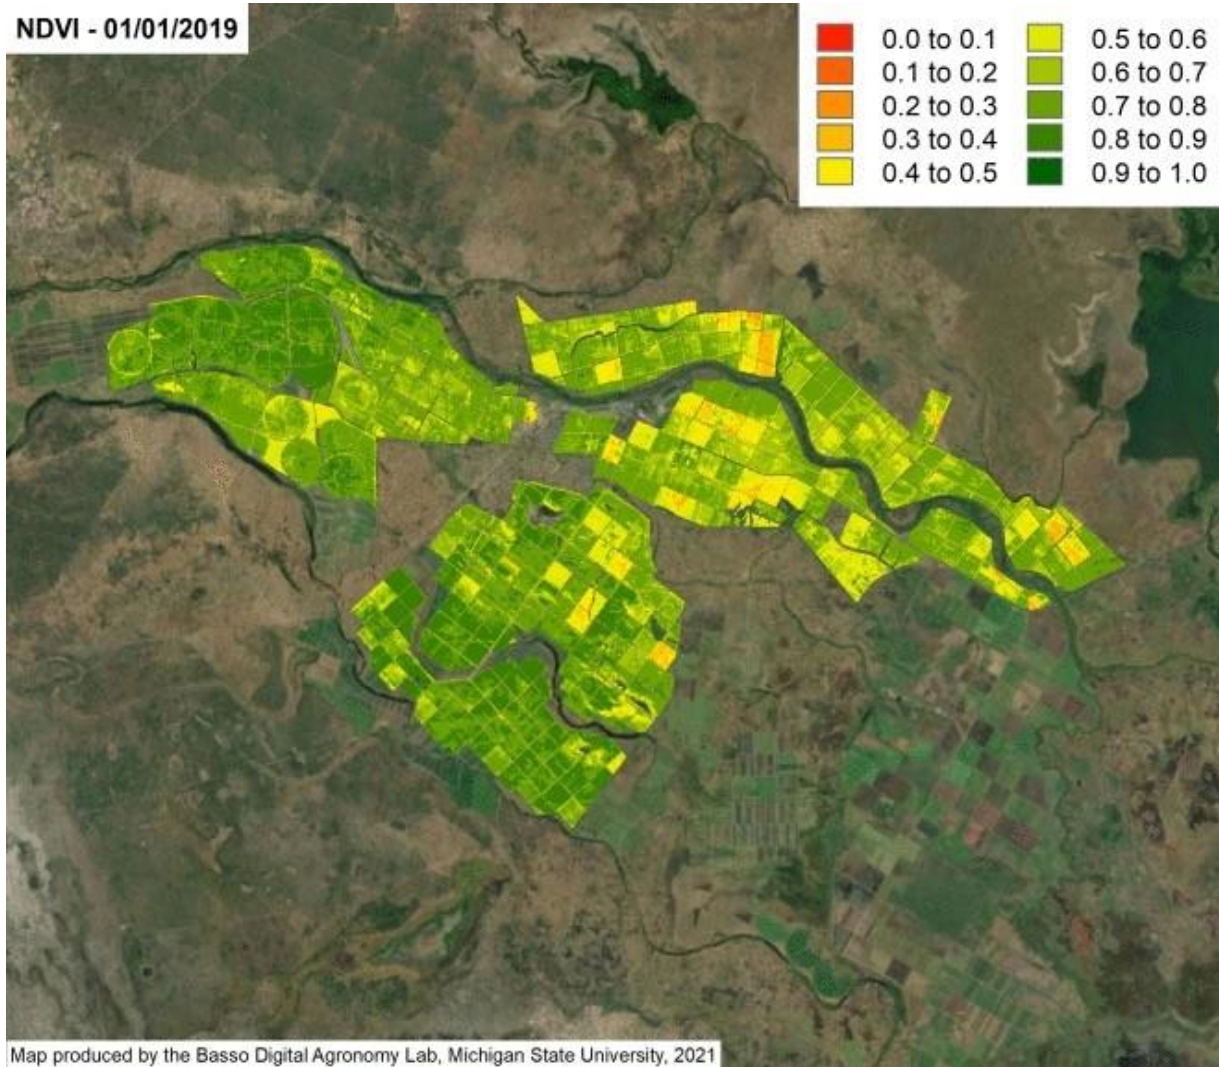 NDVI - 01/01/2019
0.0 to 0.1
0.1 to 0.2
0.2 to 0.3
0.3 to 0.4
0.4 to 0.5
0.5 to 0.6
0.6 to 0.7
0.7 to 0.8
0.8 to 0.9
0.9 to 1.0
Map produced by the Basso Digital Agronomy Lab, Michigan State University, 2021